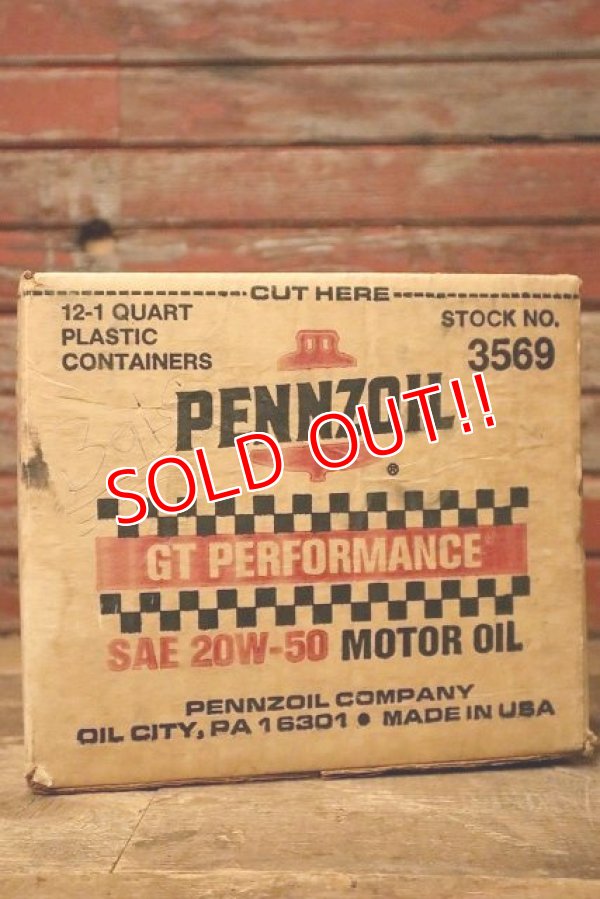 CUT HERE
12-1 QUART
PLASTIC
CONTAINERS
STOCK NO.
3569
PENNZOIL
®
SOLD OUT!!
GT PERFORMANCE
SAE 20W-50 MOTOR OIL
PENNZOIL COMPANY
OIL CITY, PA 16301 • MADE IN USA